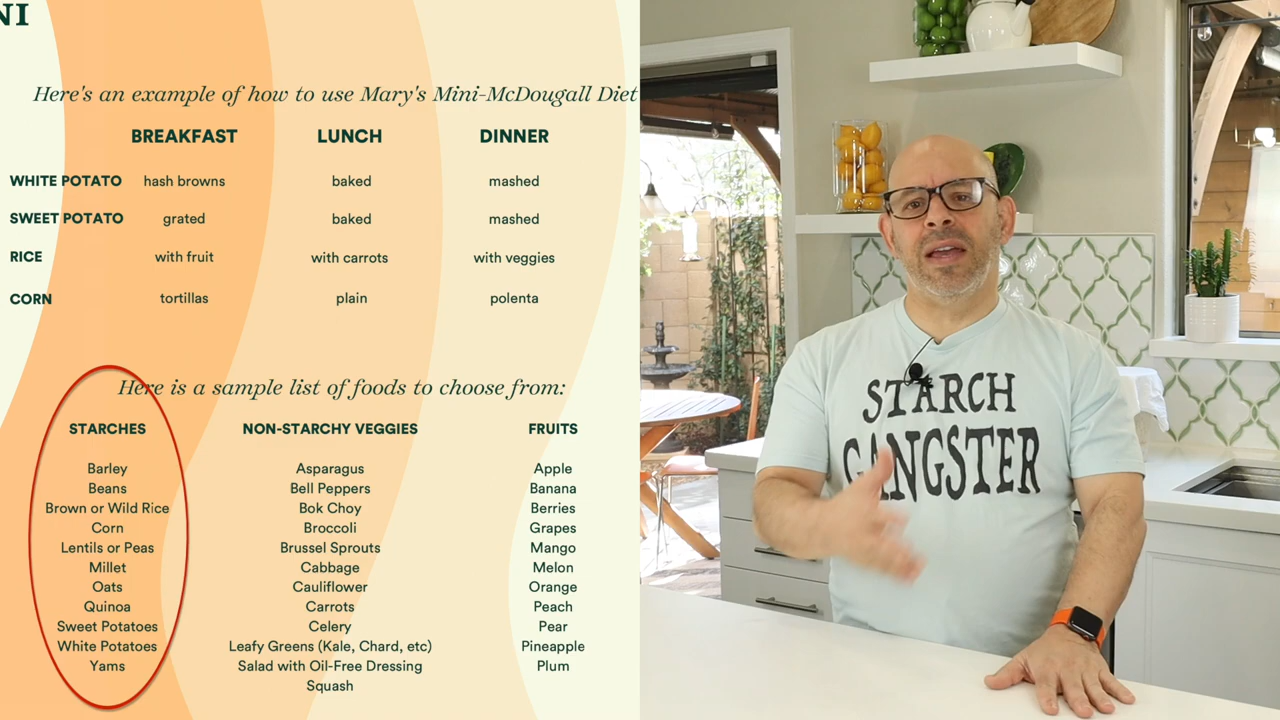 NI
Here's an example of how to use Mary's Mini-McDougall Diet
BREAKFAST LUNCH DINNER
WHITE POTATO hash browns baked mashed
SWEET POTATO grated baked mashed
RICE with fruit with carrots with veggies
CORN tortillas plain polenta
Here is a sample list of foods to choose from:
STARCHES NON-STARCHY VEGGIES FRUITS
Barley Asparagus Apple
Beans Bell Peppers Banana
Brown or Wild Rice Bok Choy Berries
Corn Broccoli Grapes
Lentils or Peas Brussel Sprouts Mango
Millet Cabbage Melon
Oats Cauliflower Orange
Quinoa Carrots Peach
Sweet Potatoes Celery Pear
White Potatoes Leafy Greens (Kale, Chard, etc) Pineapple
Yams Salad with Oil-Free Dressing Plum
Squash
STARCH
GANGSTER